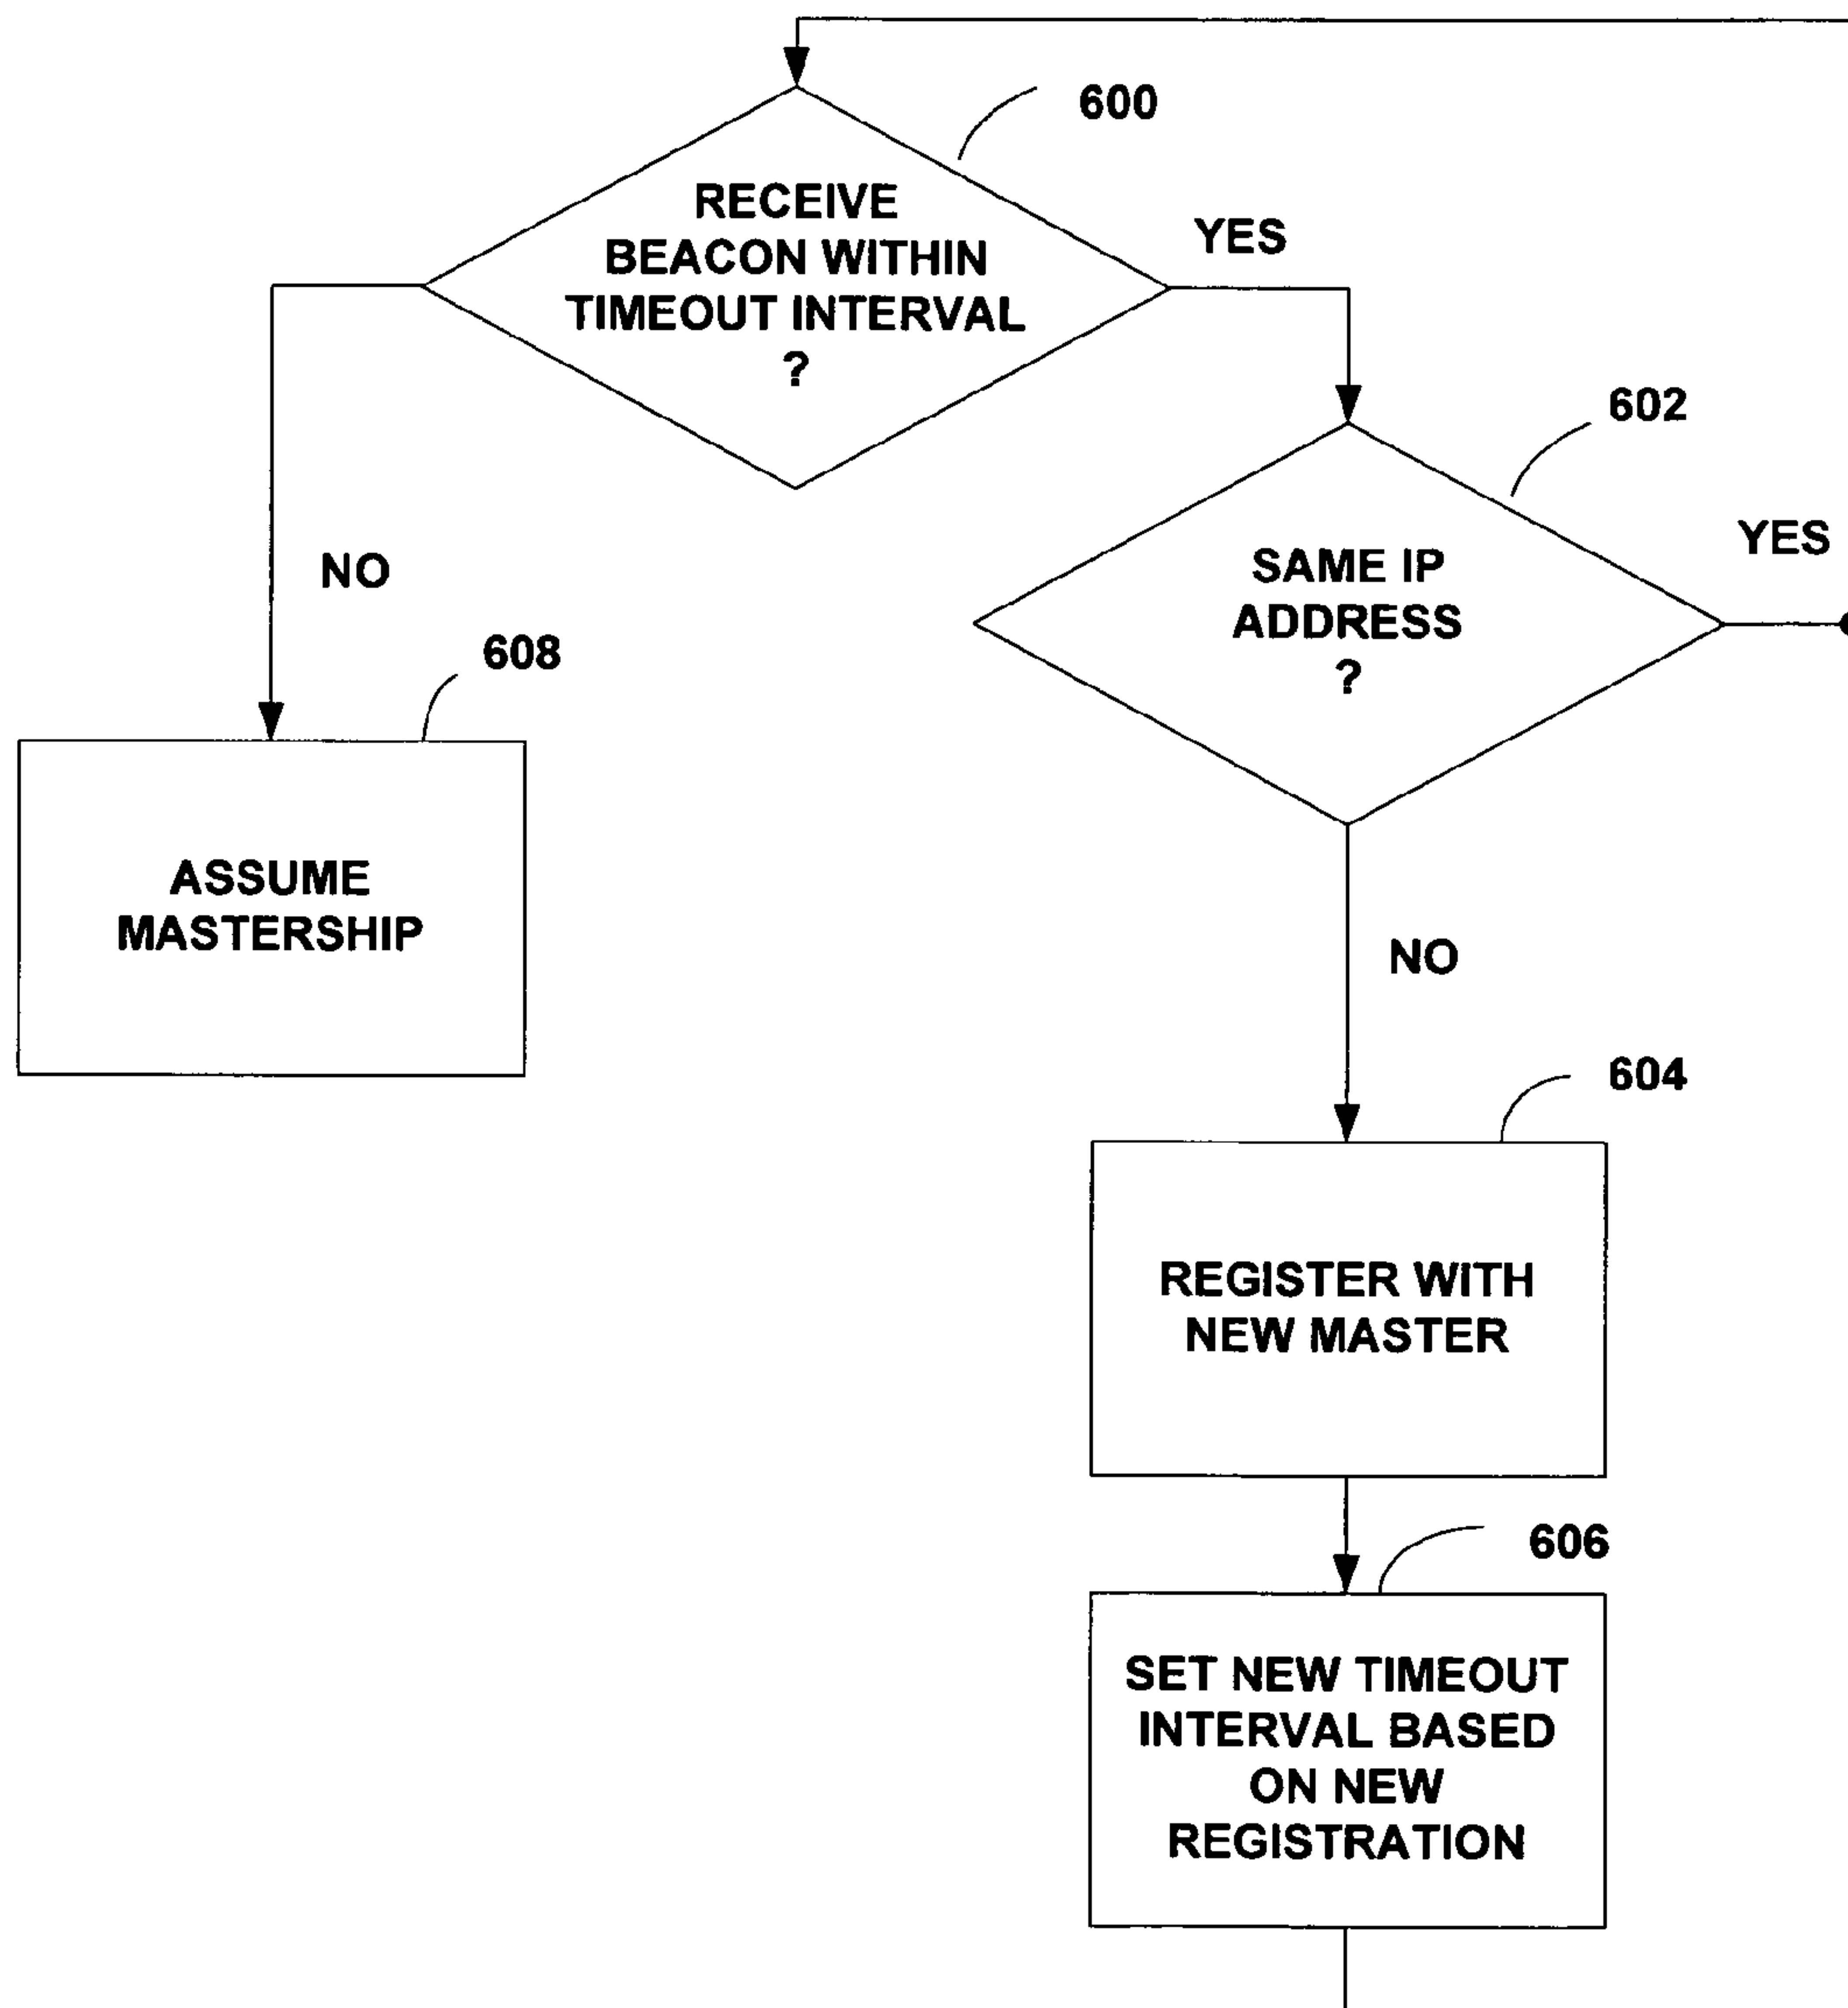 600
RECEIVE
BEACON WITHIN
TIMEOUT INTERVAL
?
YES
602
SAME IP
ADDRESS
?
YES
NO
608
ASSUME
MASTERSHIP
NO
604
REGISTER WITH
NEW MASTER
606
SET NEW TIMEOUT
INTERVAL BASED
ON NEW
REGISTRATION